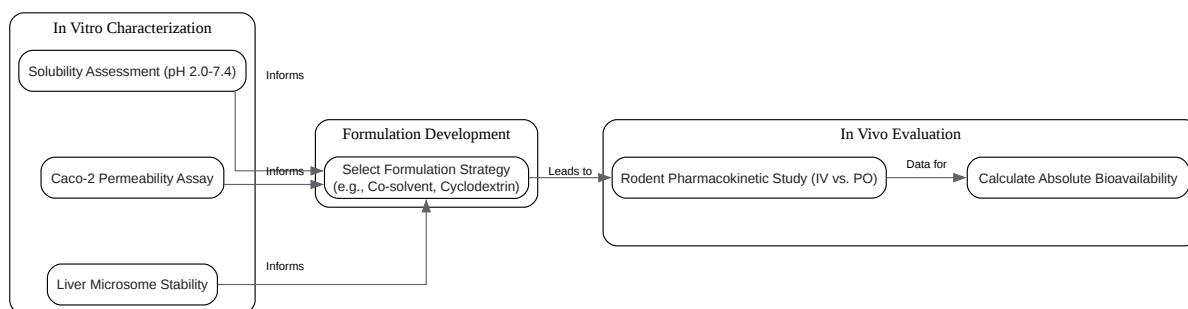 In Vitro Characterization
Solubility Assessment (pH 2.0-7.4)
Informs
Caco-2 Permeability Assay
Informs
Liver Microsome Stability
Informs
Formulation Development
Select Formulation Strategy
(e.g., Co-solvent, Cyclodextrin)
Leads to
In Vivo Evaluation
Rodent Pharmacokinetic Study (IV vs. PO)
Data for
Calculate Absolute Bioavailability